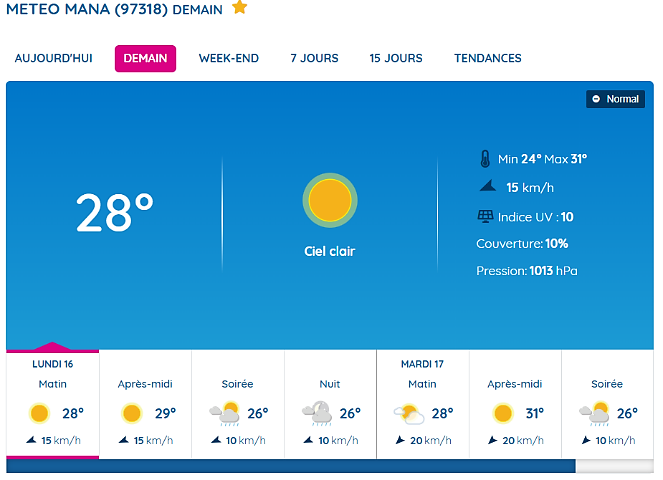 METEO MANA (97318) DEMAIN
AUJOURD'HUI DEMAIN WEEK-END 7 JOURS 15 JOURS TENDANCES
Normal
28°
Ciel clair
Min 24° Max 31°
15 km/h
Indice UV : 10
Couverture: 10%
Pression: 1013 hPa
LUNDI 16 MARDI 17
Matin Après-midi Soirée Nuit Matin Après-midi Soirée
28° 29° 26° 26° 28° 31° 26°
15 km/h 15 km/h 10 km/h 10 km/h 20 km/h 20 km/h 10 km/h